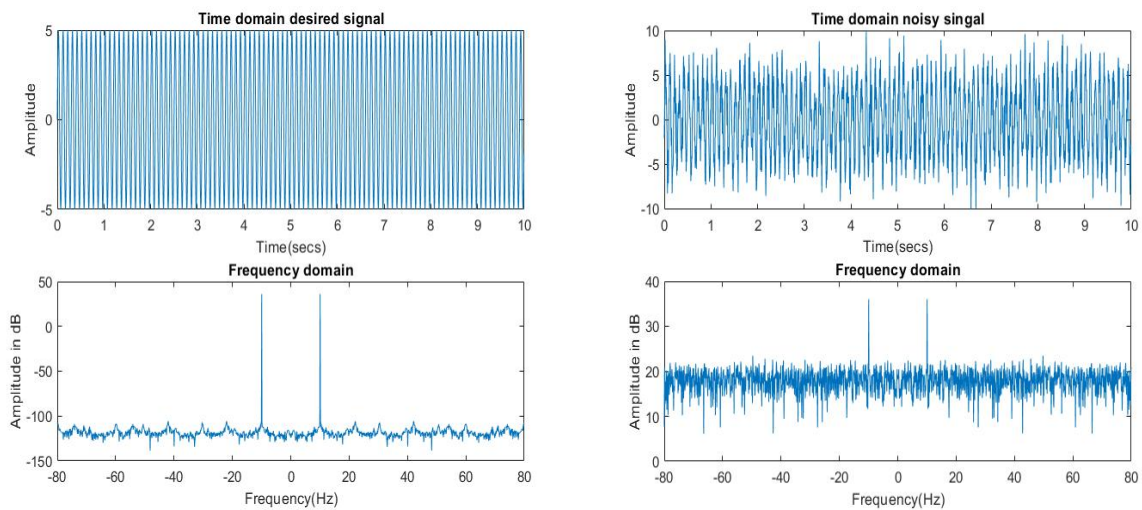 Time domain desired signal
5
0
-5
Amplitude
0 1 2 3 4 5 6 7 8 9 10
Time(secs)
Time domain noisy singal
10
5
0
-5
-10
Amplitude
0 1 2 3 4 5 6 7 8 9 10
Time(secs)
Frequency domain
50
0
-50
-100
-150
Amplitude in dB
-80 -60 -40 -20 0 20 40 60 80
Frequency(Hz)
Frequency domain
40
30
20
10
0
Amplitude in dB
-80 -60 -40 -20 0 20 40 60 80
Frequency(Hz)